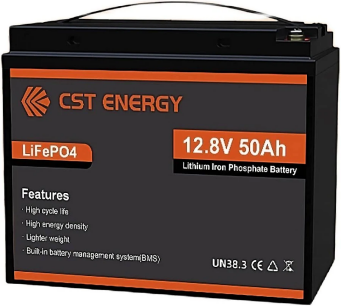 CST ENERGY
LiFePO4
12.8V 50Ah
Lithium Iron Phosphate Battery
Features
· High cycle life
· High energy density
· Lighter weight
· Built-in battery management system(BMS)
UN38.3 CE